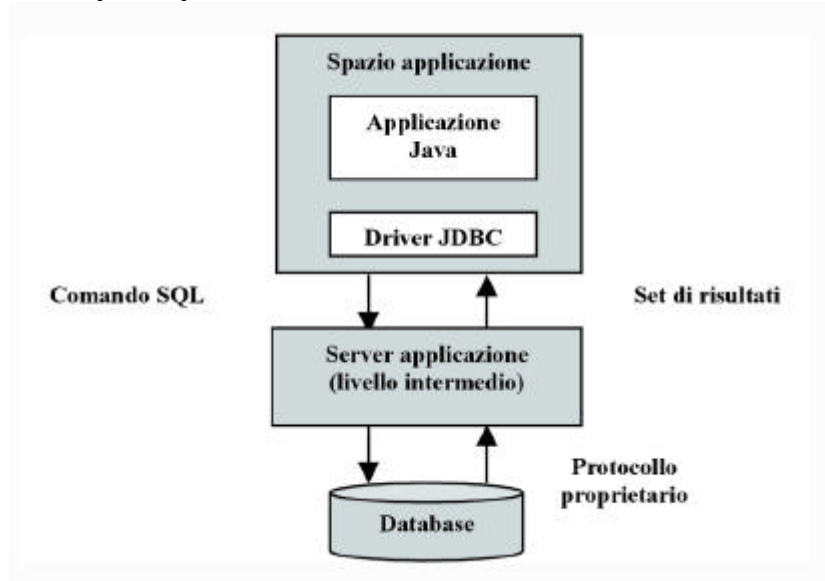 Spazio applicazione
Applicazione
Java
Driver JDBC
Comando SQL
Set di risultati
Server applicazione
(livello intermedio)
Protocollo
proprietario
Database